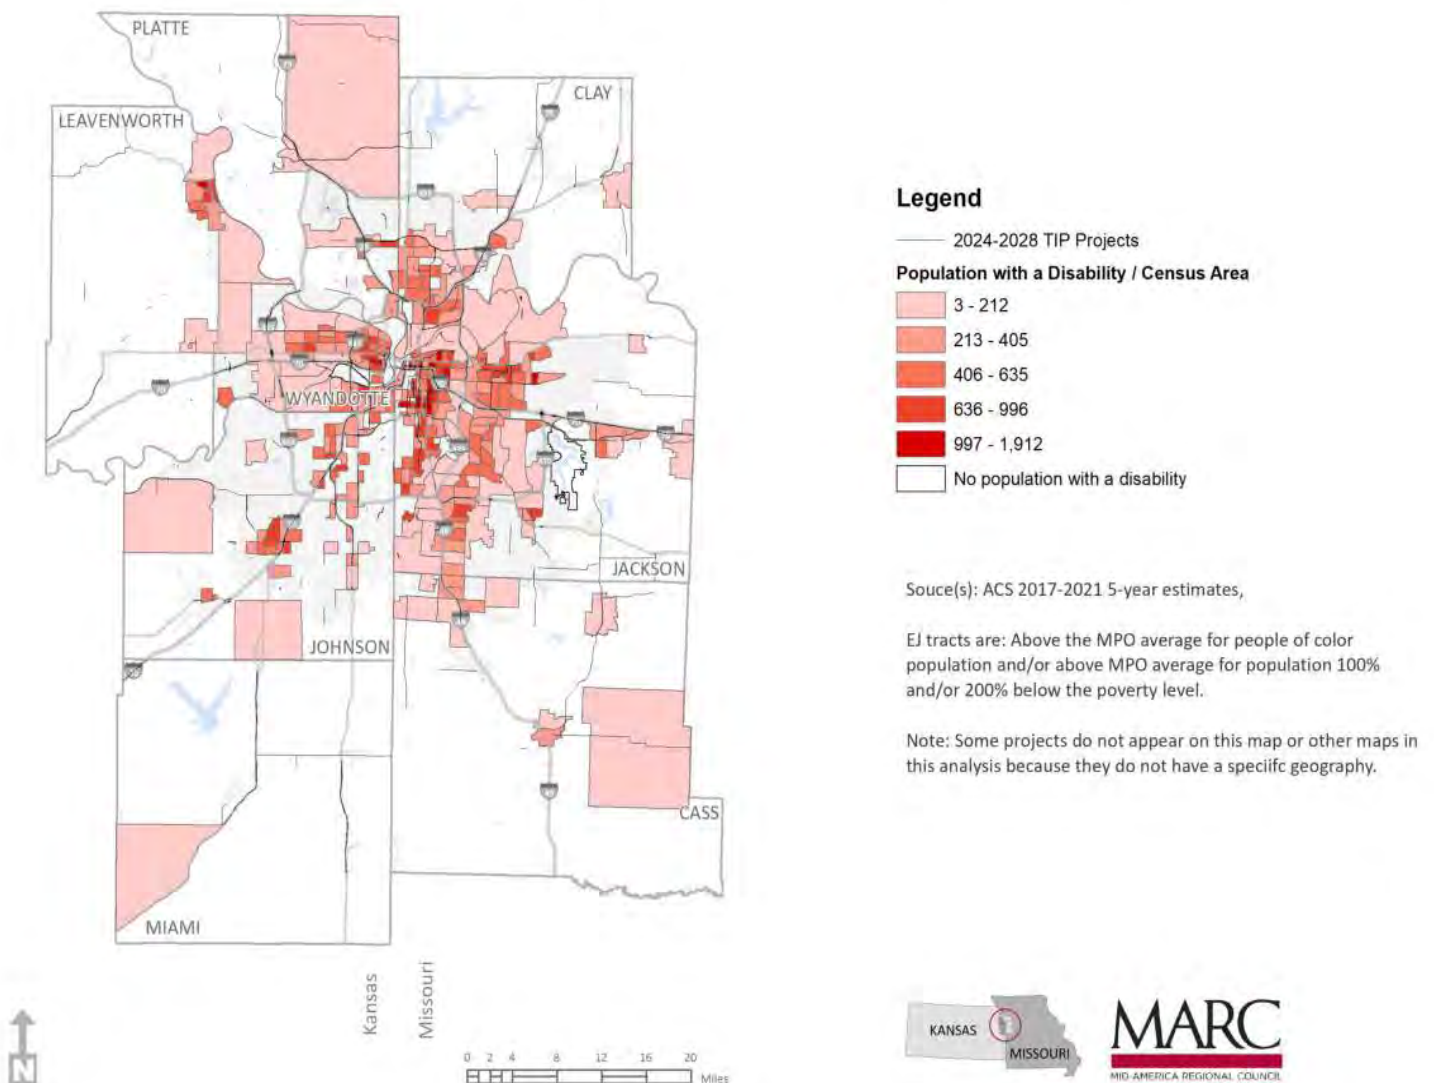 PLATTE
CLAY
LEAVENWORTH
WYANDOTTE
JACKSON
JOHNSON
CASS
MIAMI
Kansas
Missouri
N
0 2 4 8 12 16 20
Miles
Legend
2024-2028 TIP Projects
Population with a Disability / Census Area
3 - 212
213 - 405
406 - 635
636 - 996
997 - 1,912
No population with a disability
Souce(s): ACS 2017-2021 5-year estimates,
EJ tracts are: Above the MPO average for people of color
population and/or above MPO average for population 100%
and/or 200% below the poverty level.
Note: Some projects do not appear on this map or other maps in
this analysis because they do not have a speciifc geography.
KANSAS
MISSOURI
MARC
MID-AMERICA REGIONAL COUNCIL